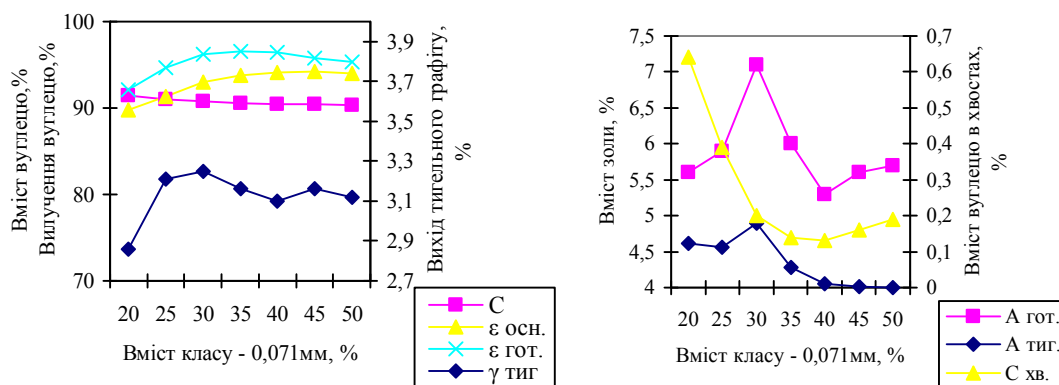 Вміст вуглецю,%
Вилучення вуглецю,%
100
90
80
70
3,9
3,7
3,5
3,3
3,1
2,9
2,7
Вихід тигельного графіту,
%
20 25 30 35 40 45 50
Вміст класу - 0,071мм, %
С
ε осн.
ε гот.
γ тиг
Вміст золи, %
7,5
7
6,5
6
5,5
5
4,5
4
0,7
0,6
0,5
0,4
0,3
0,2
0,1
0
Вміст вуглецю в хвостах,
%
20 25 30 35 40 45 50
Вміст класу - 0,071мм, %
А гот.
А тиг.
С хв.